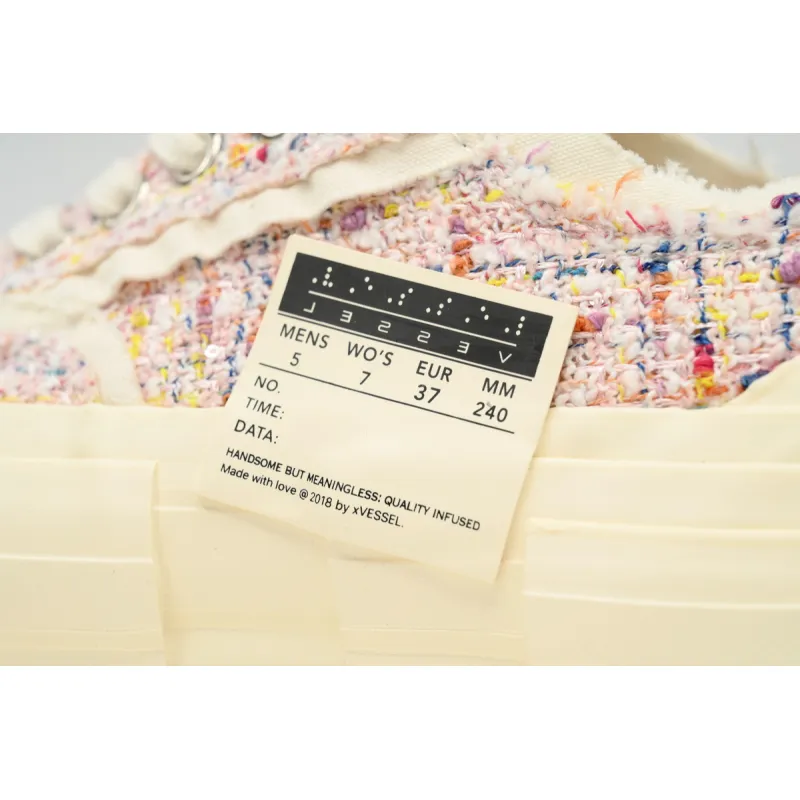 VESSEL
MENS WO'S EUR MM
5 7 37 240
NO.
TIME:
DATA:
HANDSOME BUT MEANINGLESS: QUALITY INFUSED
Made with love @ 2018 by xVESSEL.